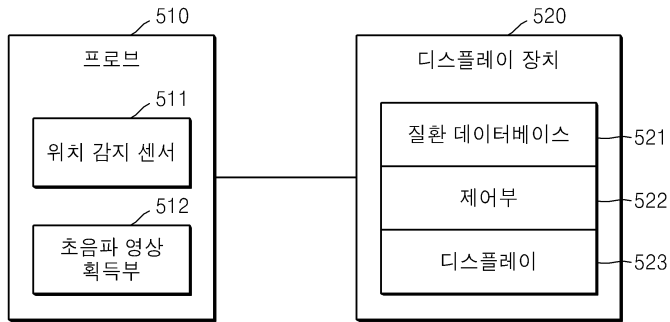 510
프로브
511
위치 감지 센서
512
초음파 영상
획득부
520
디스플레이 장치
질환 데이터베이스
521
제어부
522
디스플레이
523